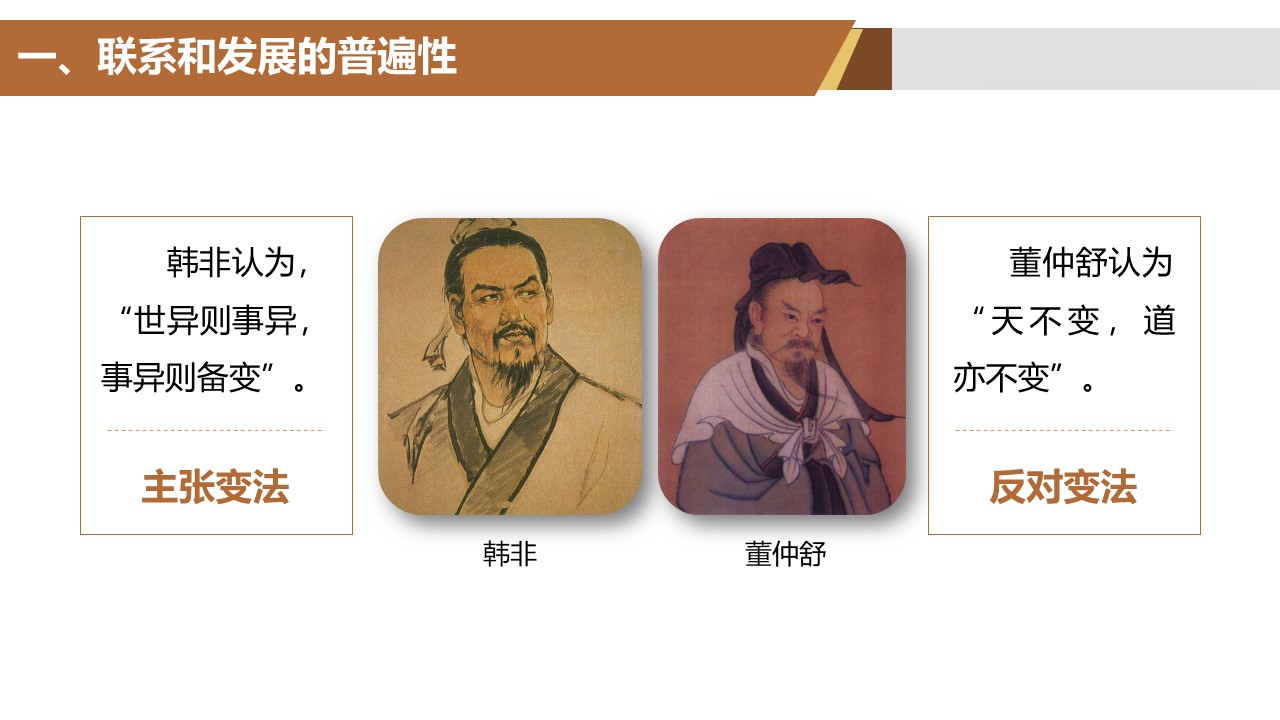 一、联系和发展的普遍性
韩非认为，
“世异则事异，
事异则备变”。
主张变法
韩非
董仲舒
董仲舒认为
“天不变，道
亦不变”。
反对变法